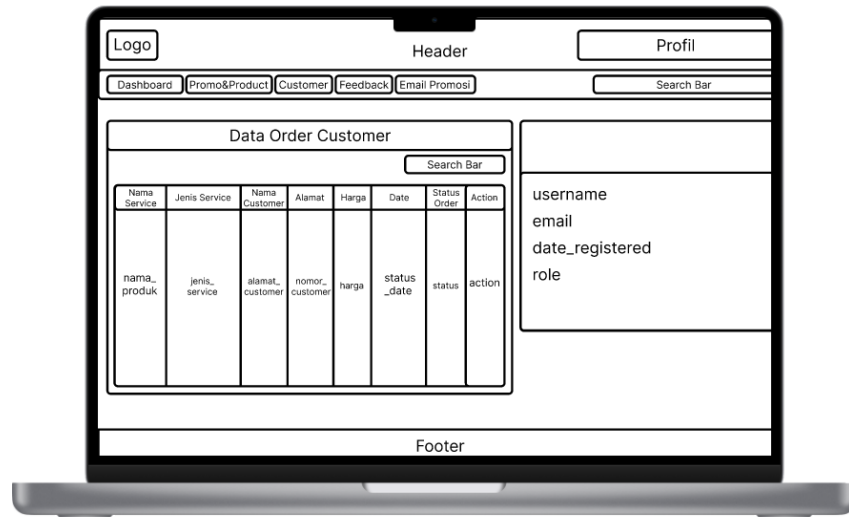 Logo
Header
Profil
Dashboard
Promo&Product
Customer
Feedback
Email Promosi
Search Bar
Data Order Customer
Search Bar
Nama
Service
Jenis Service
Nama
Customer
Alamat
Harga
Date
Status
Order
Action
nama_
produk
jenis_
service
alamat_
customer
nomor_
customer
harga
status
_date
status
action
username
email
date_registered
role
Footer